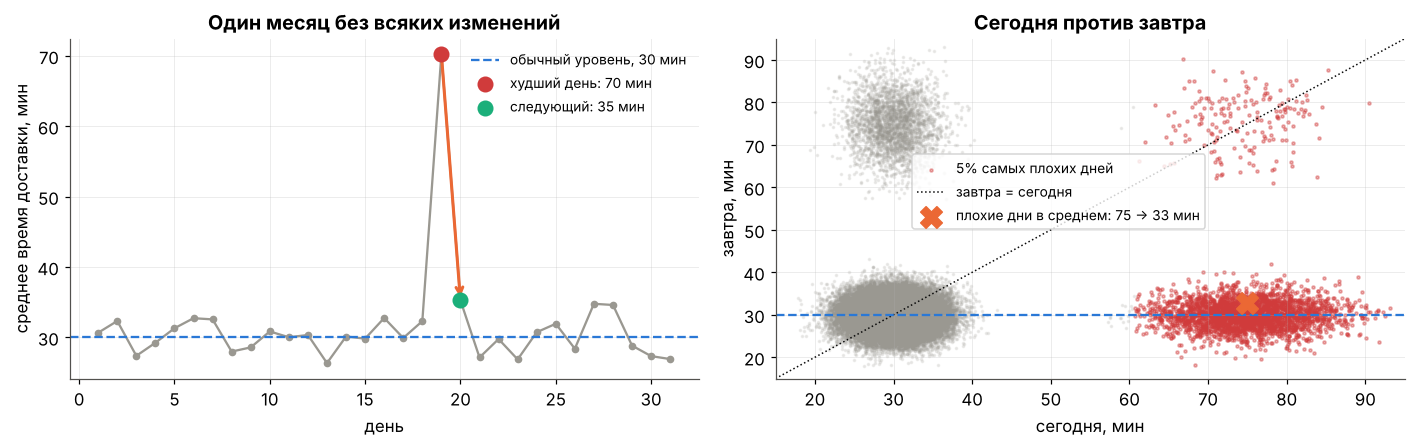 Один месяц без всяких изменений
среднее время доставки, мин
70
60
50
40
30
обычный уровень, 30 мин
худший день: 70 мин
следующий: 35 мин
0 5 10 15 20 25 30
день
Сегодня против завтра
завтра, мин
90
80
70
60
50
40
30
20
5% самых плохих дней
завтра = сегодня
плохие дни в среднем: 75 → 33 мин
20 30 40 50 60 70 80 90
сегодня, мин